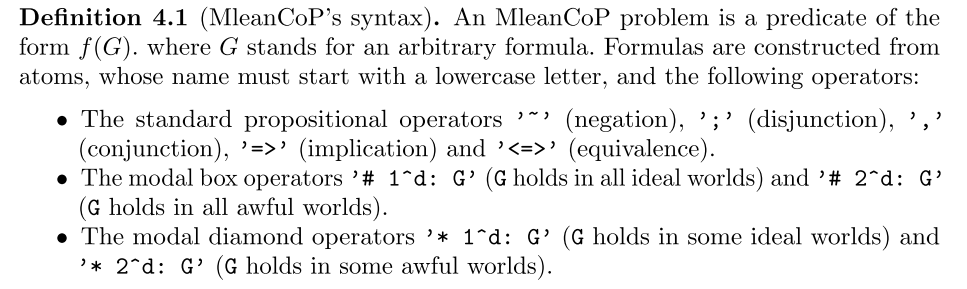 Definition 4.1 (MleanCoP's syntax). An MleanCoP problem is a predicate of the
form f(G). where G stands for an arbitrary formula. Formulas are constructed from
atoms, whose name must start with a lowercase letter, and the following operators:
• The standard propositional operators '~' (negation), ';' (disjunction), ','
(conjunction), '=>' (implication) and '<=>' (equivalence).
• The modal box operators '# 1^d: G' (G holds in all ideal worlds) and '# 2^d: G'
(G holds in all awful worlds).
• The modal diamond operators '* 1^d: G' (G holds in some ideal worlds) and
'* 2^d: G' (G holds in some awful worlds).